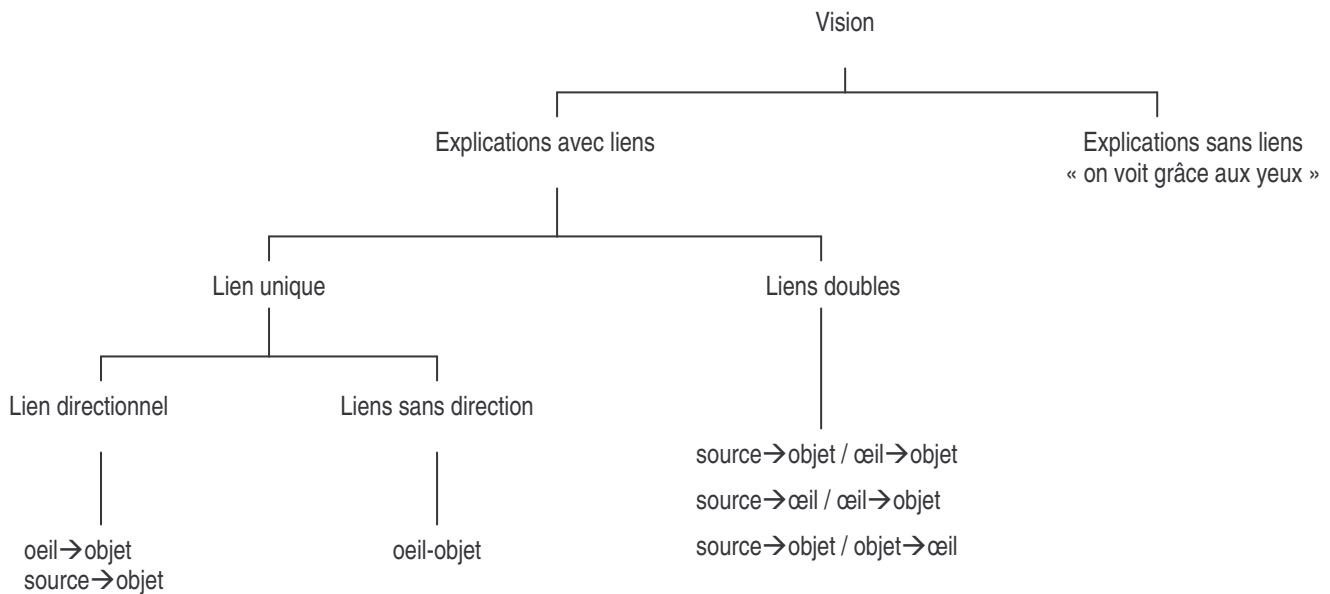 Vision
Explications avec liens
Explications sans liens
« on voit grâce aux yeux »
Lien unique
Liens doubles
Lien directionnel
Liens sans direction
source→objet / œil→objet
source→œil / œil→objet
source→objet / objet→œil
oeil→objet
source→objet
oeil-objet